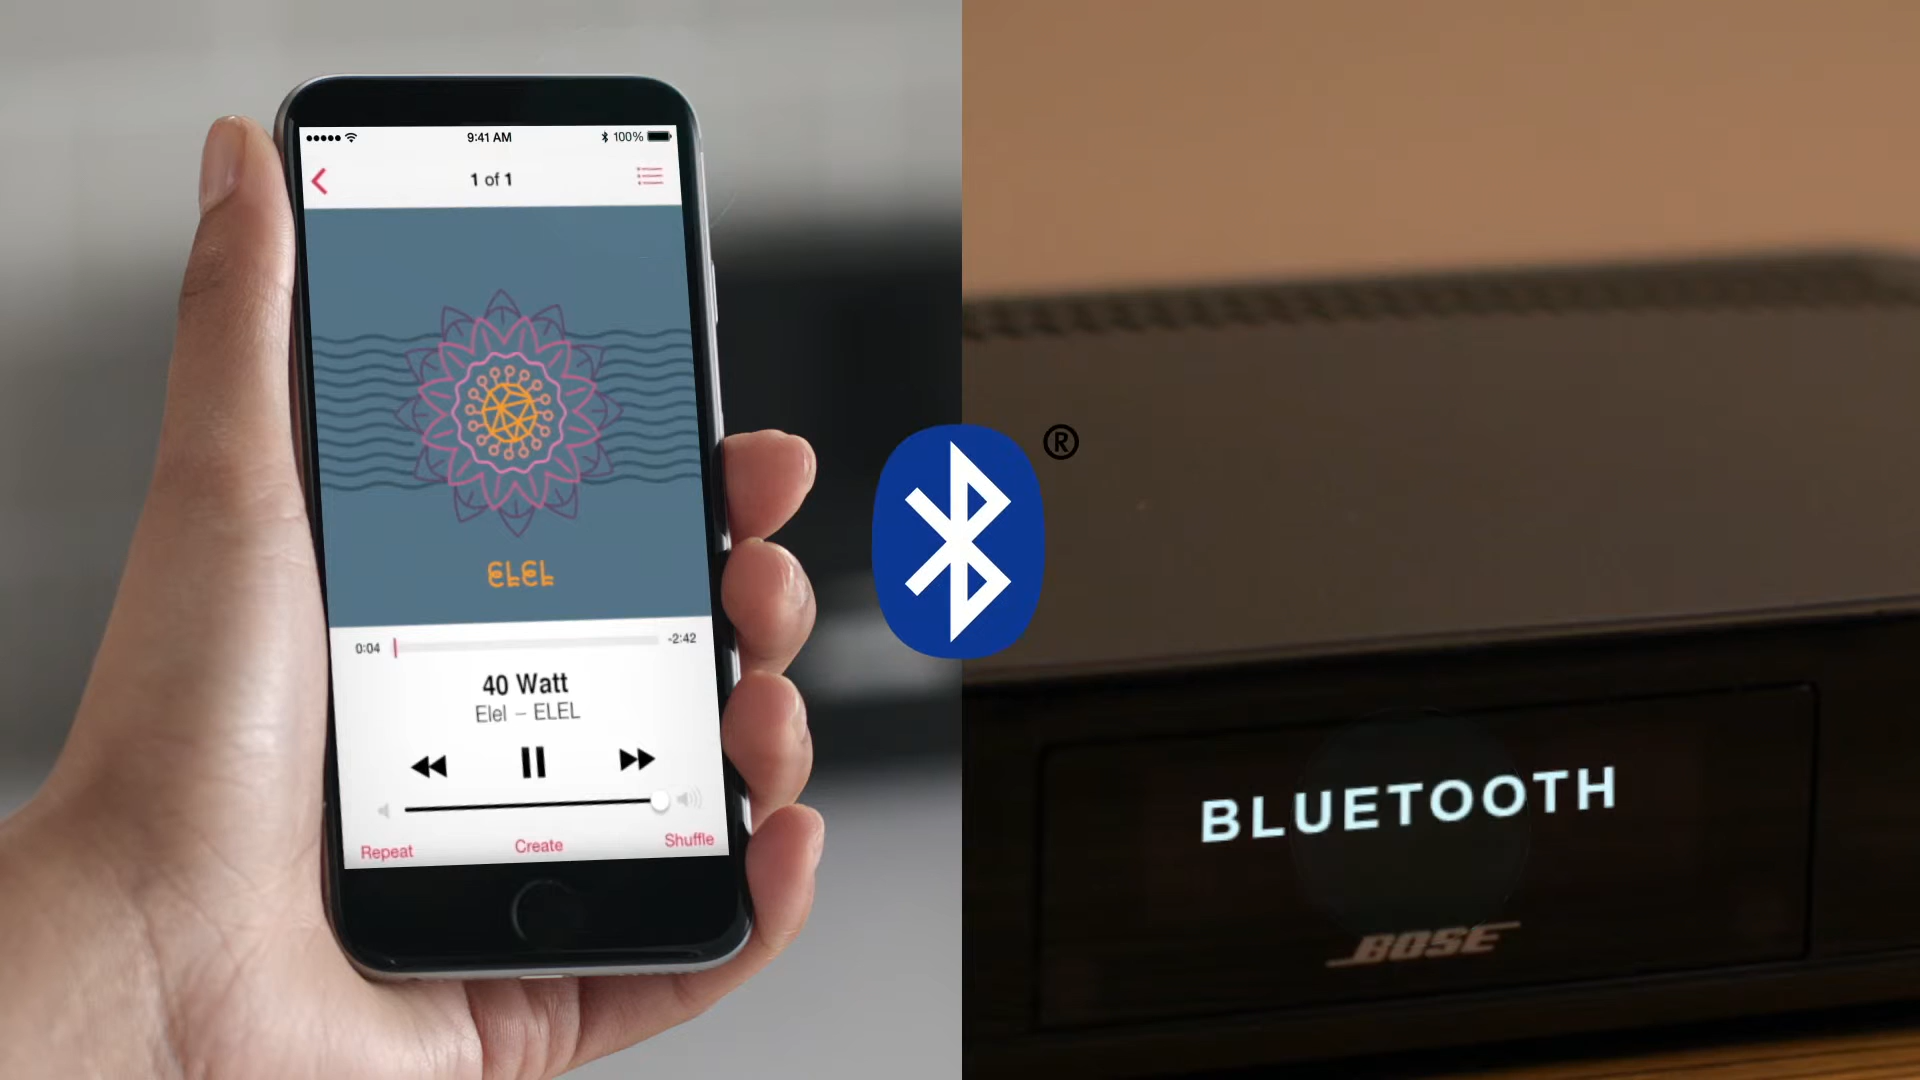 9:41 AM
100%
1 of 1
ELEL
0:04
-2:42
40 Watt
Elel – ELEL
Repeat
Create
Shuffle
®
BLUETOOTH
BOSE